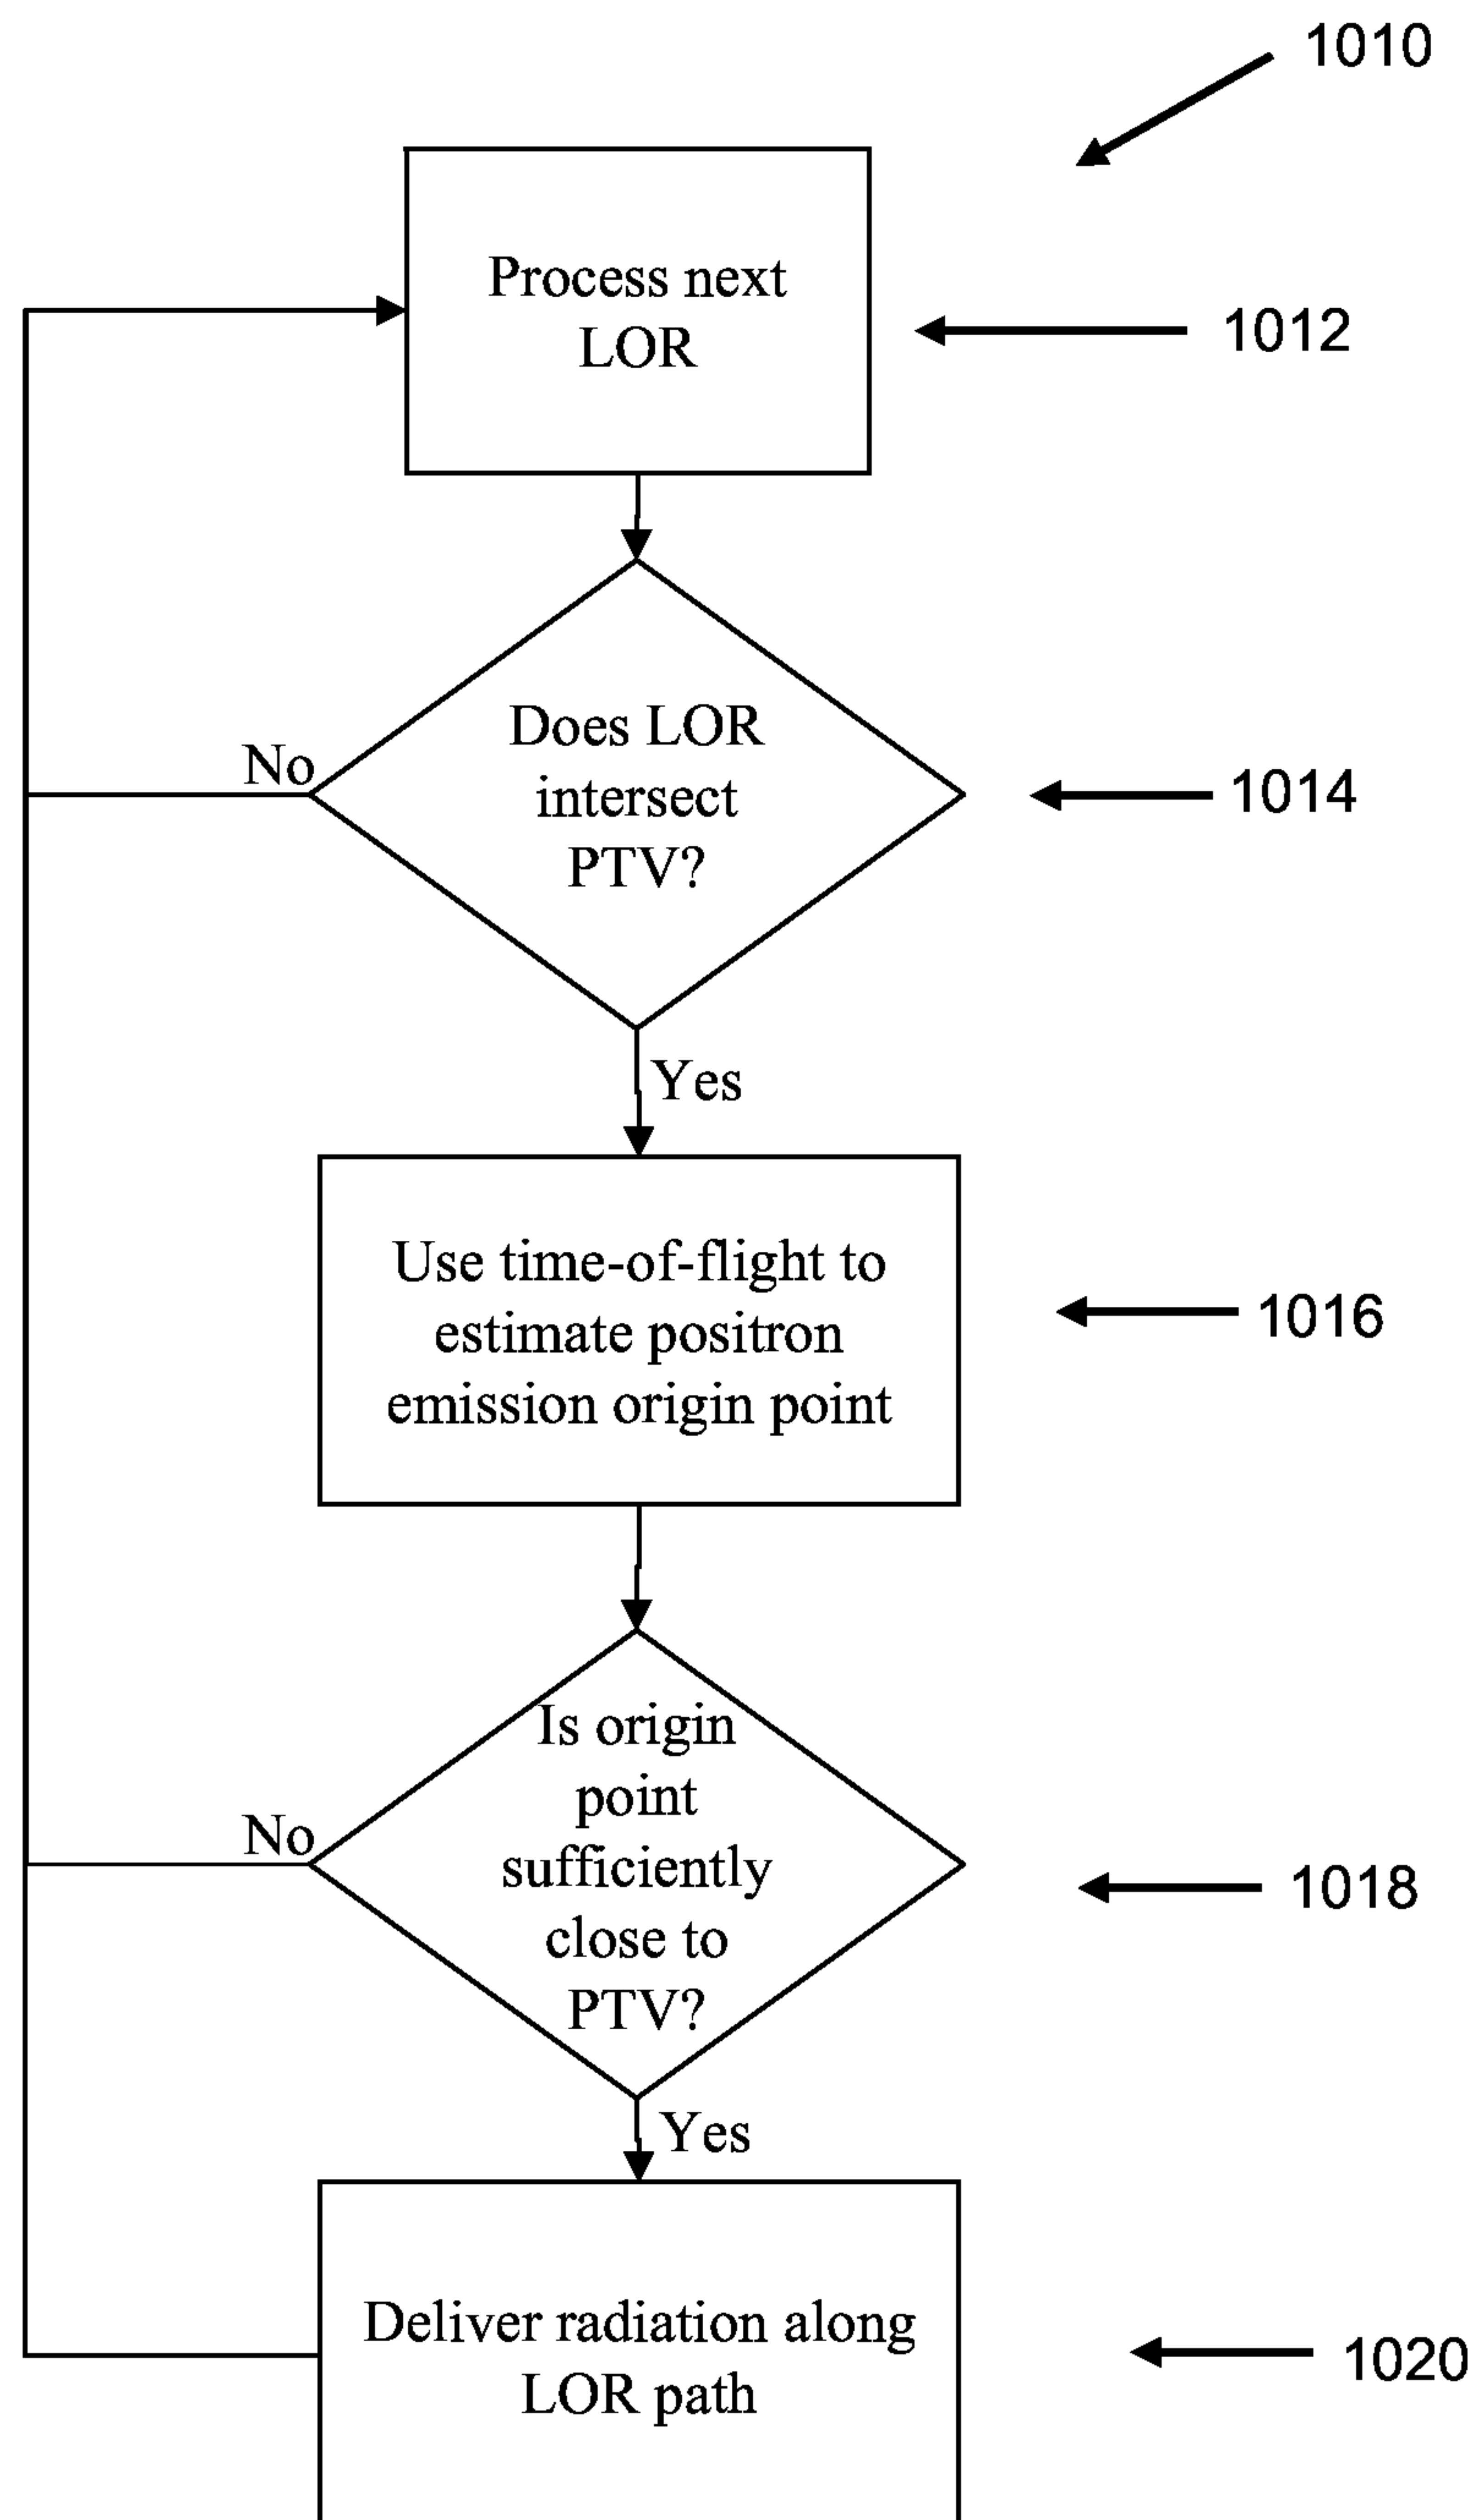 1010
Process next
LOR
1012
Does LOR
intersect
PTV?
No
1014
Yes
Use time-of-flight to
estimate positron
emission origin point
1016
Is origin
point
sufficiently
close to
PTV?
No
1018
Yes
Deliver radiation along
LOR path
1020